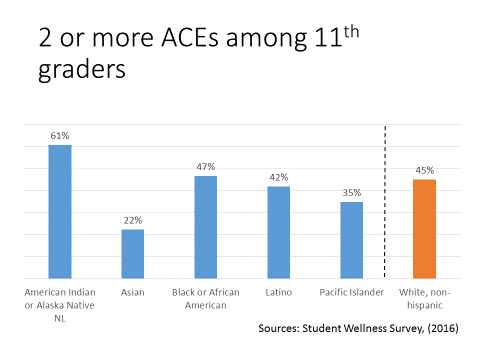 2 or more ACEs among 11th
graders
61%
22%
47%
42%
35%
45%
American Indian
or Alaska Native
NL
Asian
Black or African
American
Latino
Pacific Islander
White, non-
hispanic
Sources: Student Wellness Survey, (2016)